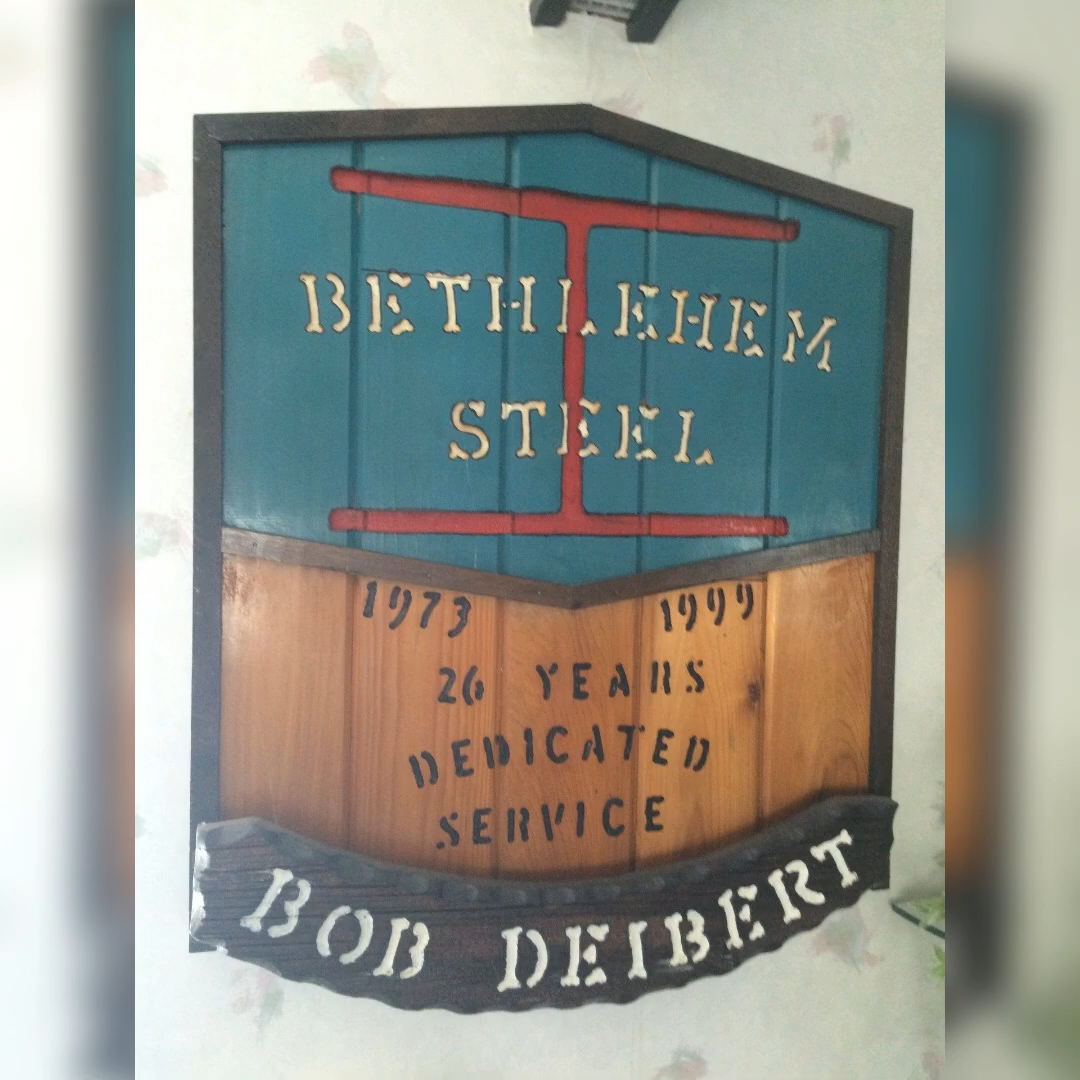 BETHLEHEM
STEEL
1973 1999
26 YEARS
DEDICATED
SERVICE
BOB DEIBERT